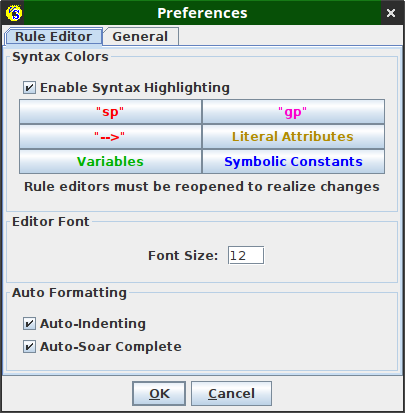 Preferences
Rule Editor General
Syntax Colors
Enable Syntax Highlighting
"sp" "gp"
"-->" Literal Attributes
Variables Symbolic Constants
Rule editors must be reopened to realize changes
Editor Font
Font Size: 12
Auto Formatting
Auto-Indenting
Auto-Soar Complete
OK Cancel